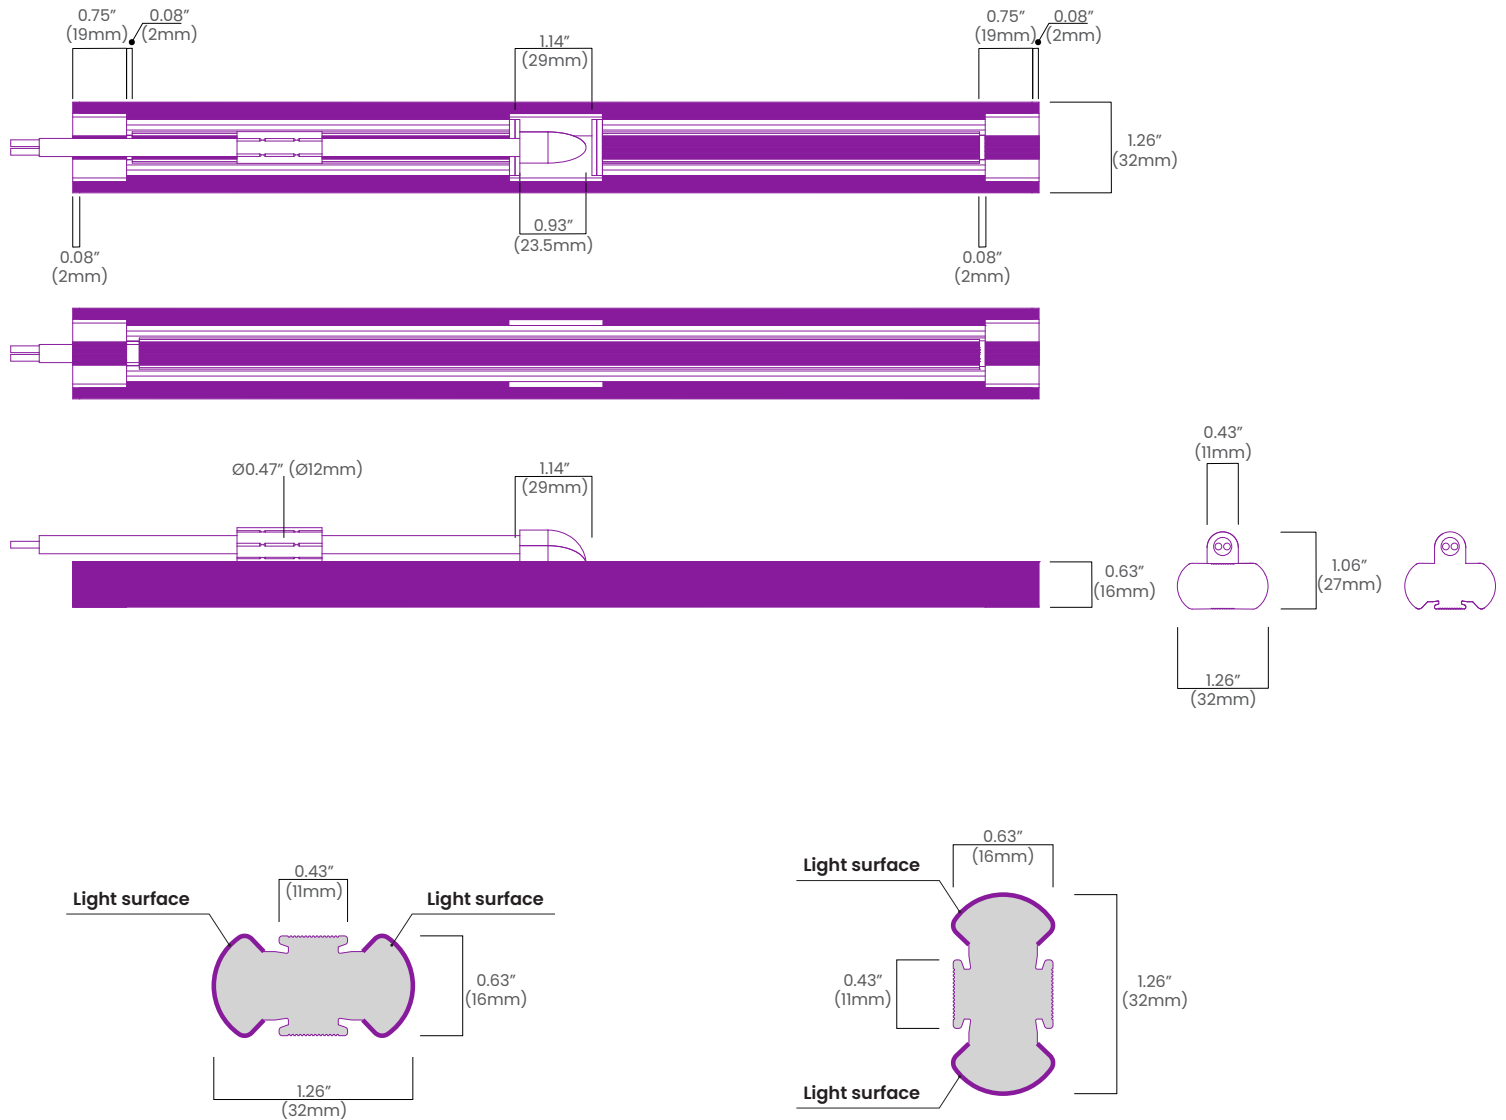 0.75” 0.08”
(19mm) (2mm)
1.14”
(29mm)
0.75” 0.08”
(19mm) (2mm)
1.26”
(32mm)
0.93”
(23.5mm)
0.08”
(2mm)
0.08”
(2mm)
Ø0.47” (Ø12mm)
1.14”
(29mm)
0.43”
(11mm)
0.63”
(16mm)
1.06”
(27mm)
1.26”
(32mm)
0.43”
(11mm)
Light surface
Light surface
0.63”
(16mm)
1.26”
(32mm)
0.63”
(16mm)
Light surface
0.43”
(11mm)
1.26”
(32mm)
Light surface